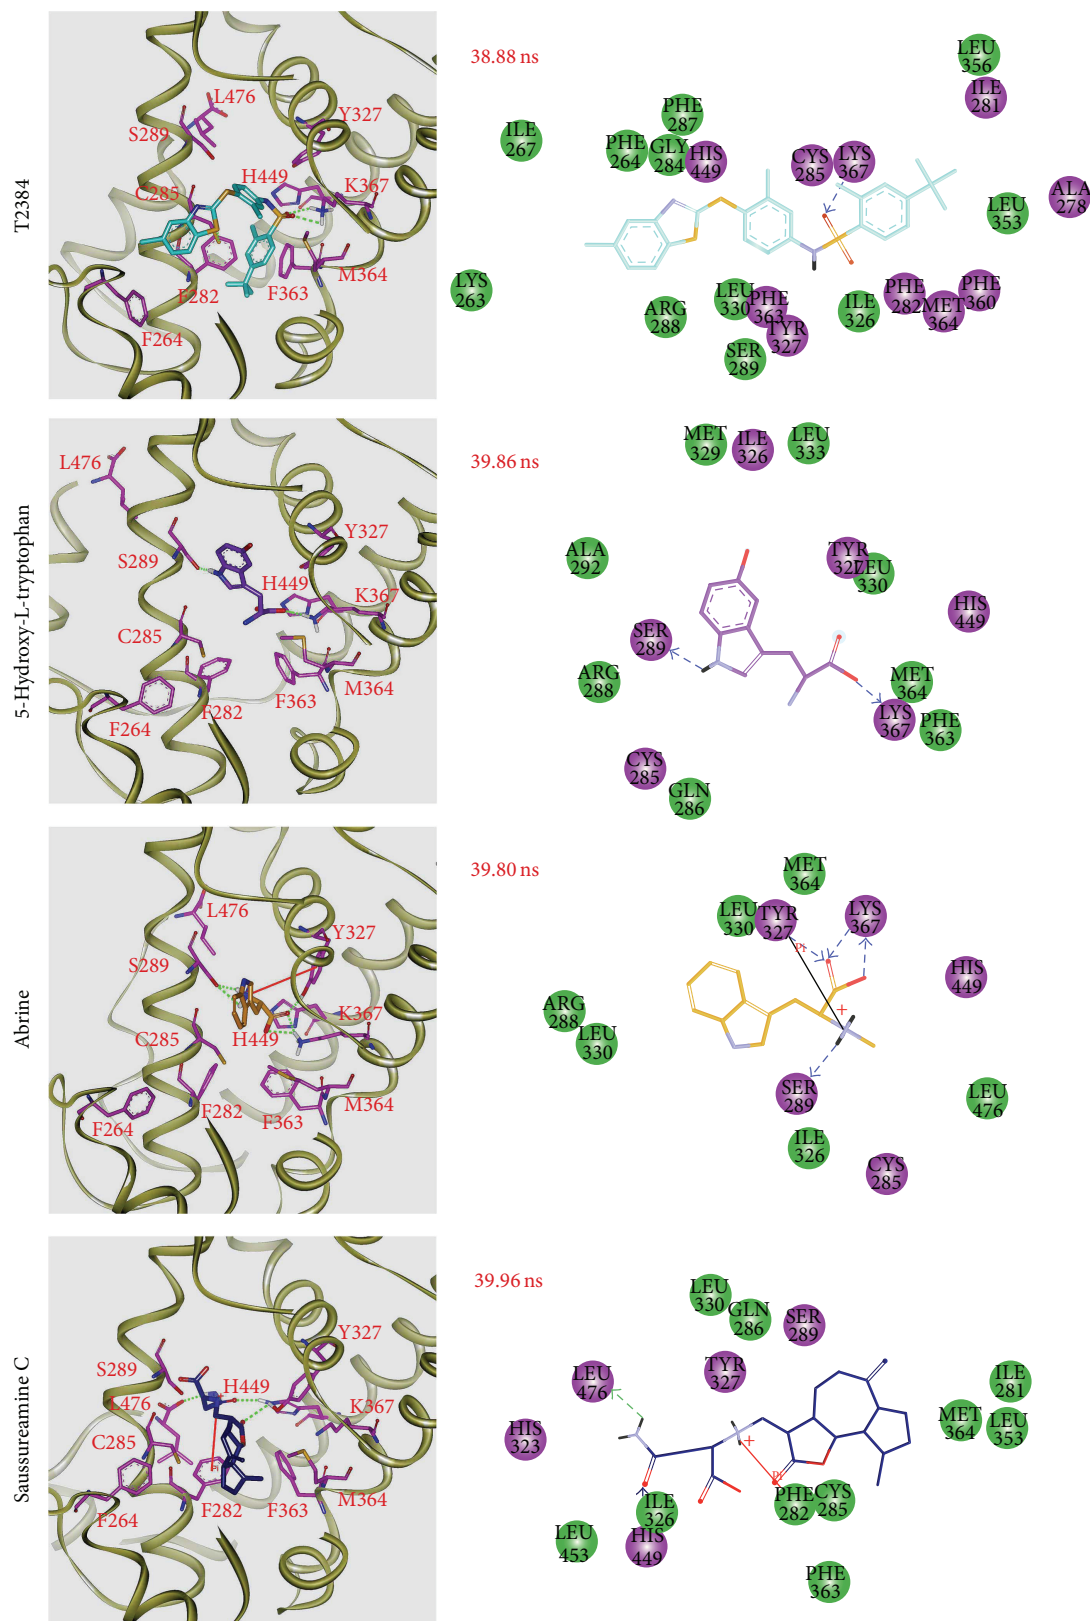 T2384
L476
S289
Y327
H449
C285
K367
M364
F282
F363
F264
38.88 ns
LEU
356
ILE
281
PHE
287
ILE
267
PHE
264
GLY
284
HIS
449
CYS
285
LYS
367
ALA
278
LEU
353
LYS
263
ARG
288
LEU
330
PHE
363
TYR
327
SER
289
ILE
326
PHE
282
MET
364
PHE
360
5-Hydroxy-L-tryptophan
L476
S289
Y327
H449
K367
C285
F282
F363
M364
F264
39.86 ns
MET
329
ILE
326
LEU
333
ALA
292
TYR
327
LEU
330
HIS
449
SER
289
ARG
288
MET
364
LYS
367
PHE
363
CYS
285
GLN
286
Abrine
L476
S289
Y327
C285
H449
K367
F264
F282
F363
M364
39.80 ns
MET
364
LEU
330
TYR
327
LYS
367
Pi
HIS
449
ARG
288
LEU
330
+
SER
289
LEU
476
ILE
326
CYS
285
Saussureamine C
Y327
S289
H449
L476
K367
C285
F264
F282
F363
M364
39.96 ns
LEU
330
GLN
286
SER
289
TYR
327
LEU
476
ILE
281
MET
364
LEU
353
HIS
323
+
Pi
PHE
282
CYS
285
ILE
326
LEU
453
HIS
449
PHE
363